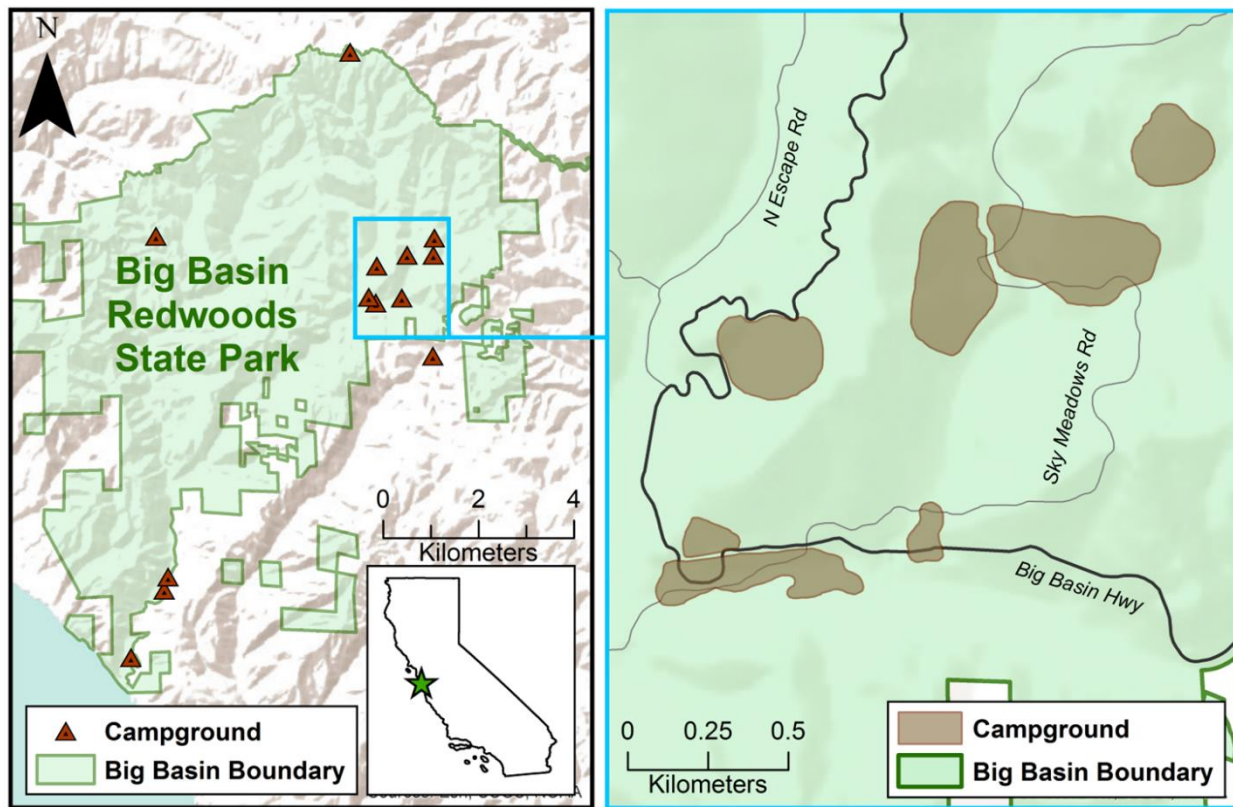 N
Big Basin
Redwoods
State Park
0 2 4
Kilometers
Campground
Big Basin Boundary
N Escape Rd
Sky Meadows Rd
Big Basin Hwy
0 0.25 0.5
Kilometers
Campground
Big Basin Boundary